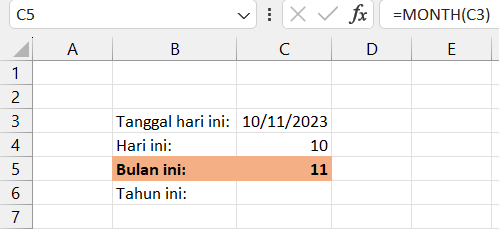 C5 fx =MONTH(C3)
A B C D E
1
2
3 Tanggal hari ini: 10/11/2023
4 Hari ini: 10
5 Bulan ini: 11
6 Tahun ini:
7